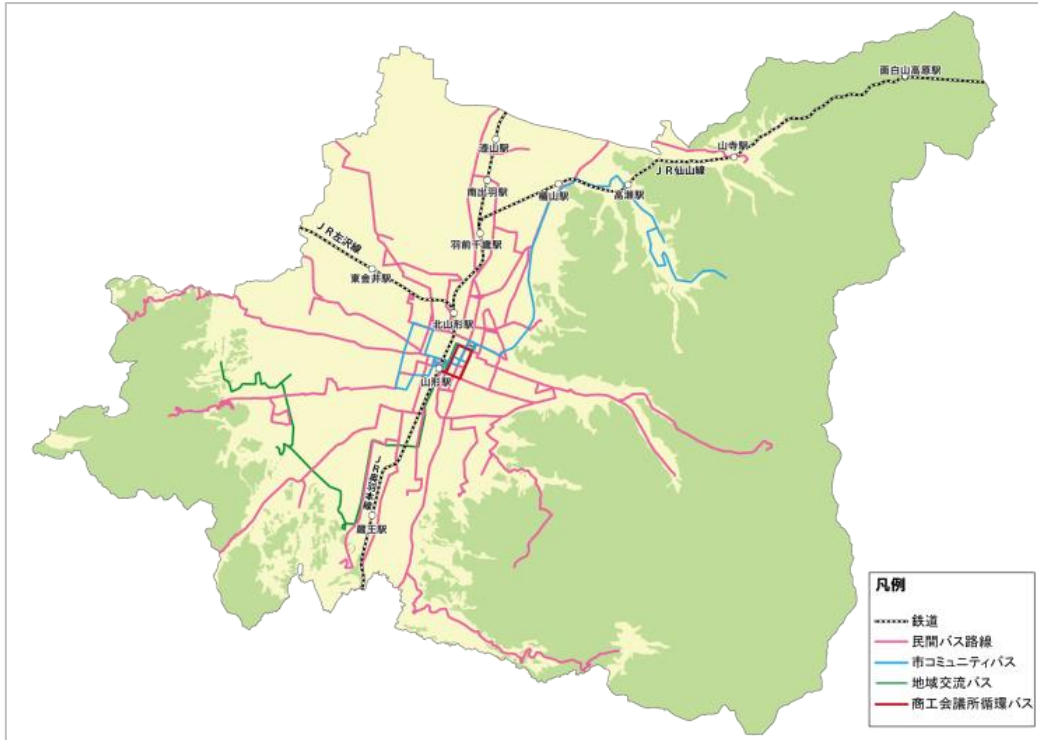 面白山高原駅
山寺駅
JR仙山線
漆山駅
南出羽駅
楯山駅
高瀬駅
羽前千歳駅
JR左沢線
東金井駅
北山形駅
山形駅
JR奥羽本線
蔵王駅
凡例
鉄道
民間バス路線
市コミュニティバス
地域交流バス
商工会議所循環バス